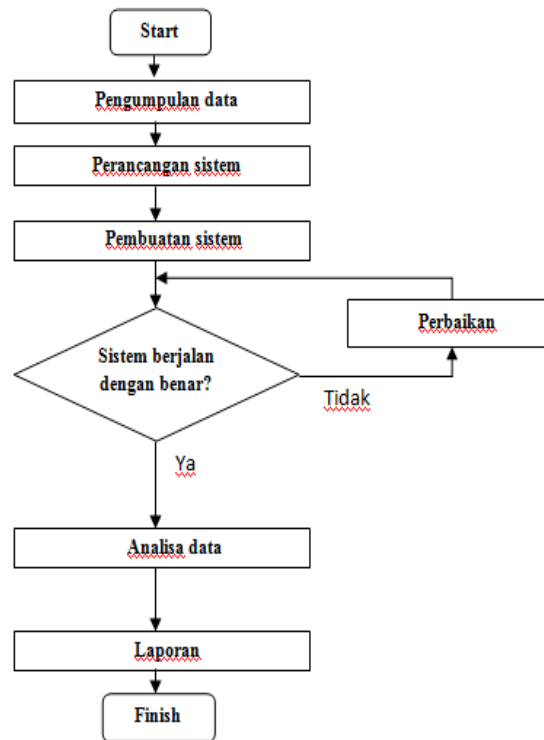 Start
Pengumpulan data
Perancangan sistem
Pembuatan sistem
Perbaikan
Sistem berjalan
dengan benar?
Tidak
Ya
Analisa data
Laporan
Finish